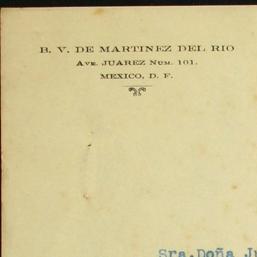 B. V. DE MARTINEZ DEL RIO
AVE. JUAREZ NUM. 101.
MEXICO, D. F.
Sra.Doña